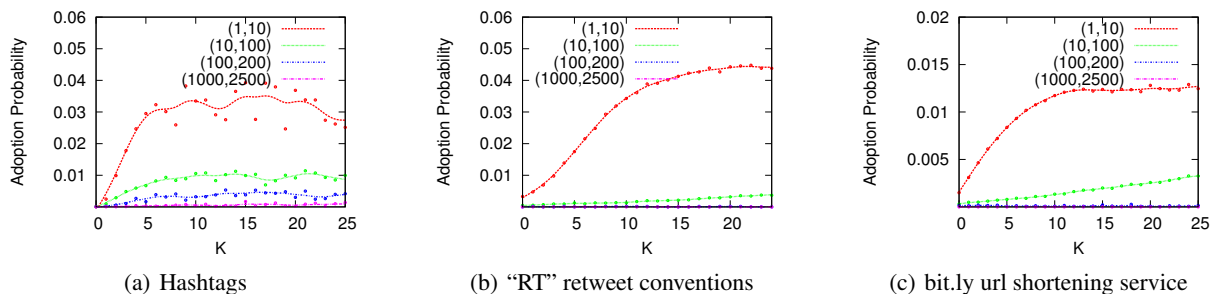 0.06
0.05
0.04
0.03
0.02
0.01
Adoption Probability
(1,10)
(10,100)
(100,200)
(1000,2500)
0 5 10 15 20 25
K
(a) Hashtags
0.06
0.05
0.04
0.03
0.02
0.01
Adoption Probability
(1,10)
(10,100)
(100,200)
(1000,2500)
0 5 10 15 20
K
(b) “RT” retweet conventions
0.02
0.015
0.01
0.005
Adoption Probability
(1,10)
(10,100)
(100,200)
(1000,2500)
0 5 10 15 20 25
K
(c) bit.ly url shortening service